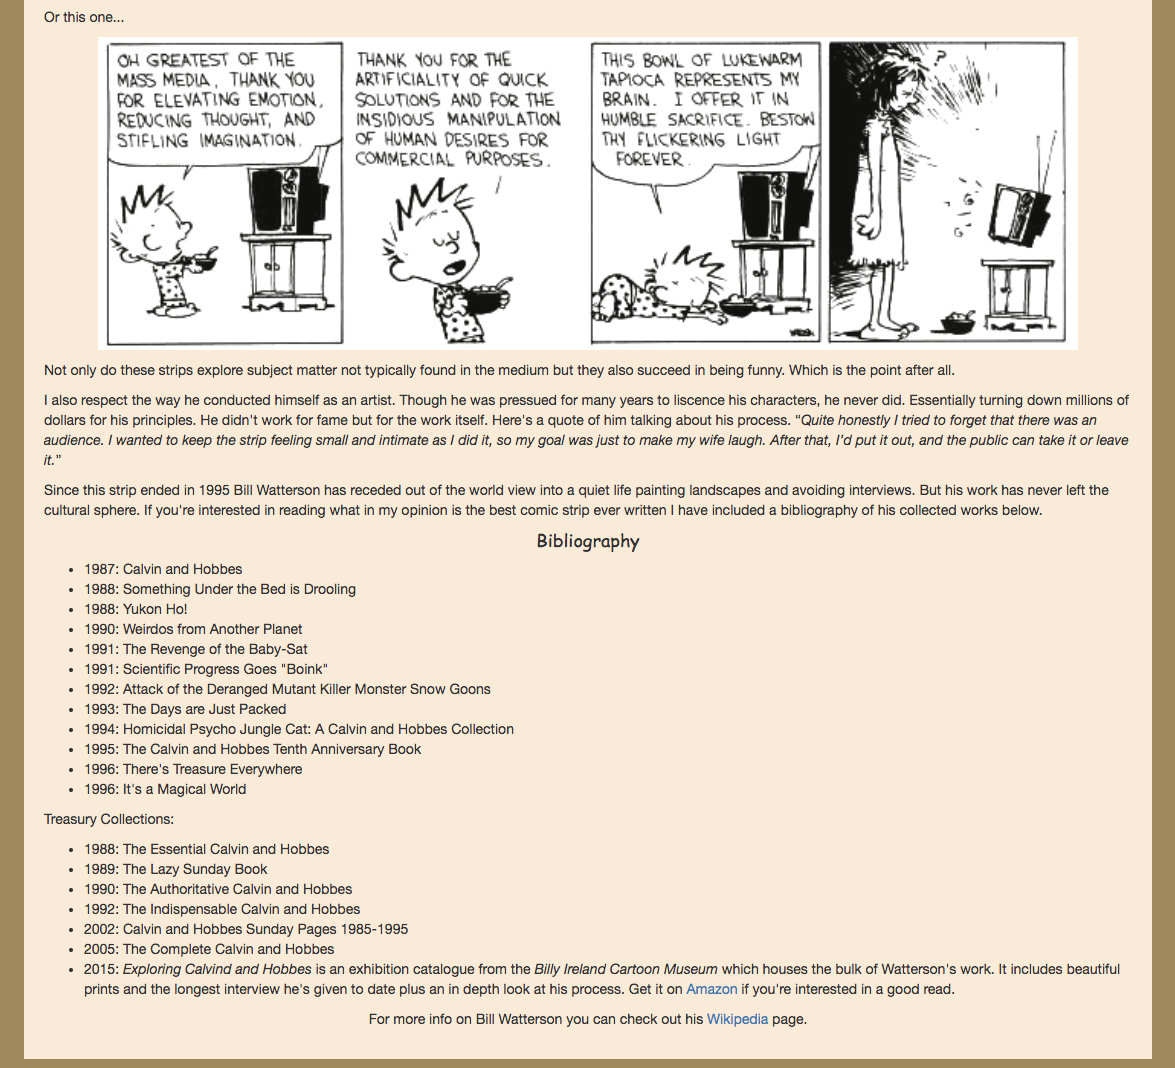 Or this one...
OH GREATEST OF THE
MASS MEDIA, THANK YOU
FOR ELEVATING EMOTION,
REDUCING THOUGHT, AND
STIFLING IMAGINATION.
THANK YOU FOR THE
ARTIFICIALITY OF QUICK
SOLUTIONS AND FOR THE
INSIDIOUS MANIPULATION
OF HUMAN DESIRES FOR
COMMERCIAL PURPOSES.
THIS BOWL OF LUKEWARM
TAPIOCA REPRESENTS MY
BRAIN. I OFFER IT IN
HUMBLE SACRIFICE. BESTOW
THY FLICKERING LIGHT
FOREVER.
?
Not only do these strips explore subject matter not typically found in the medium but they also succeed in being funny. Which is the point after all.
I also respect the way he conducted himself as an artist. Though he was pressued for many years to liscence his characters, he never did. Essentially turning down millions of
dollars for his principles. He didn't work for fame but for the work itself. Here's a quote of him talking about his process. "Quite honestly I tried to forget that there was an
audience. I wanted to keep the strip feeling small and intimate as I did it, so my goal was just to make my wife laugh. After that, I'd put it out, and the public can take it or leave
it."
Since this strip ended in 1995 Bill Watterson has receded out of the world view into a quiet life painting landscapes and avoiding interviews. But his work has never left the
cultural sphere. If you're interested in reading what in my opinion is the best comic strip ever written I have included a bibliography of his collected works below.
Bibliography
• 1987: Calvin and Hobbes
• 1988: Something Under the Bed is Drooling
• 1988: Yukon Ho!
• 1990: Weirdos from Another Planet
• 1991: The Revenge of the Baby-Sat
• 1991: Scientific Progress Goes "Boink"
• 1992: Attack of the Deranged Mutant Killer Monster Snow Goons
• 1993: The Days are Just Packed
• 1994: Homicidal Psycho Jungle Cat: A Calvin and Hobbes Collection
• 1995: The Calvin and Hobbes Tenth Anniversary Book
• 1996: There's Treasure Everywhere
• 1996: It's a Magical World
Treasury Collections:
• 1988: The Essential Calvin and Hobbes
• 1989: The Lazy Sunday Book
• 1990: The Authoritative Calvin and Hobbes
• 1992: The Indispensable Calvin and Hobbes
• 2002: Calvin and Hobbes Sunday Pages 1985-1995
• 2005: The Complete Calvin and Hobbes
• 2015: Exploring Calvind and Hobbes is an exhibition catalogue from the Billy Ireland Cartoon Museum which houses the bulk of Watterson's work. It includes beautiful
prints and the longest interview he's given to date plus an in depth look at his process. Get it on Amazon if you're interested in a good read.
For more info on Bill Watterson you can check out his Wikipedia page.